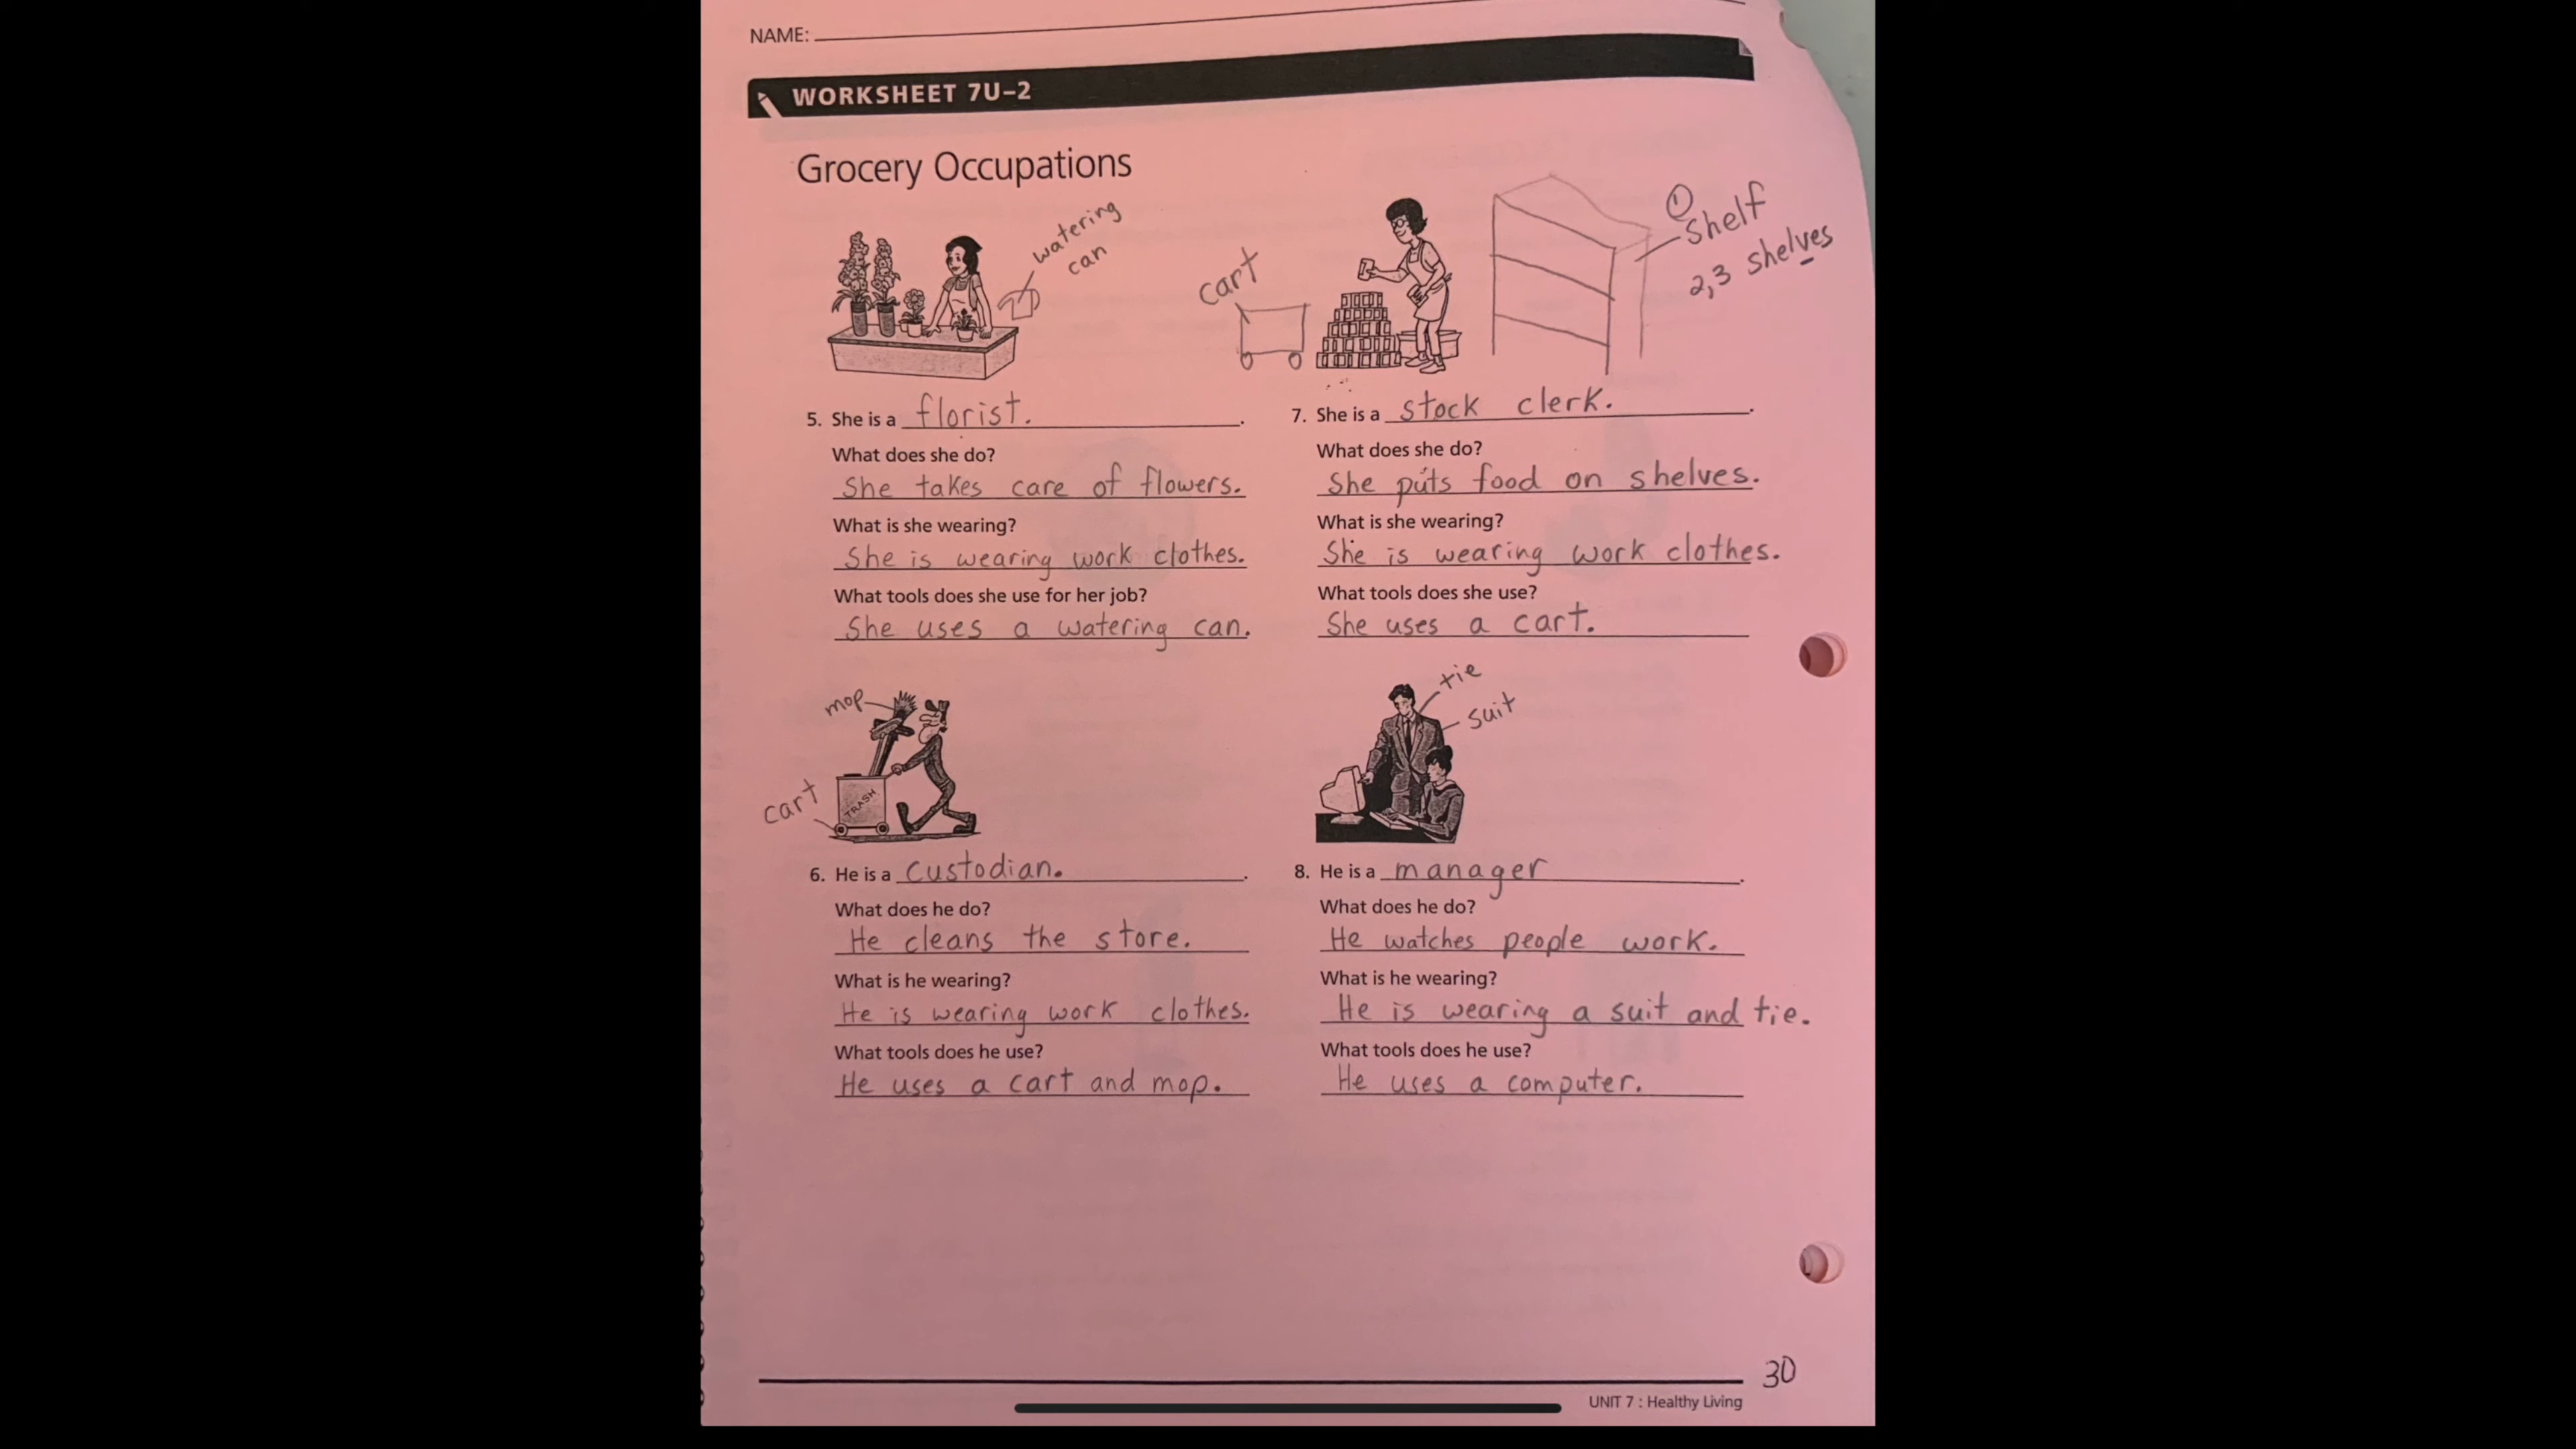 NAME:
WORKSHEET 7U-2
Grocery Occupations
watering
can
cart
① shelf
2,3 shelves
5. She is a florist.
What does she do?
She takes care of flowers.
What is she wearing?
She is wearing work clothes.
What tools does she use for her job?
She uses a watering can.
7. She is a stock clerk.
What does she do?
She puts food on shelves.
What is she wearing?
She is wearing work clothes.
What tools does she use?
She uses a cart.
mop
cart
TRASH
6. He is a custodian.
What does he do?
He cleans the store.
What is he wearing?
He is wearing work clothes.
What tools does he use?
He uses a cart and mop.
tie
suit
8. He is a manager.
What does he do?
He watches people work.
What is he wearing?
He is wearing a suit and tie.
What tools does he use?
He uses a computer.
30
UNIT 7 : Healthy Living